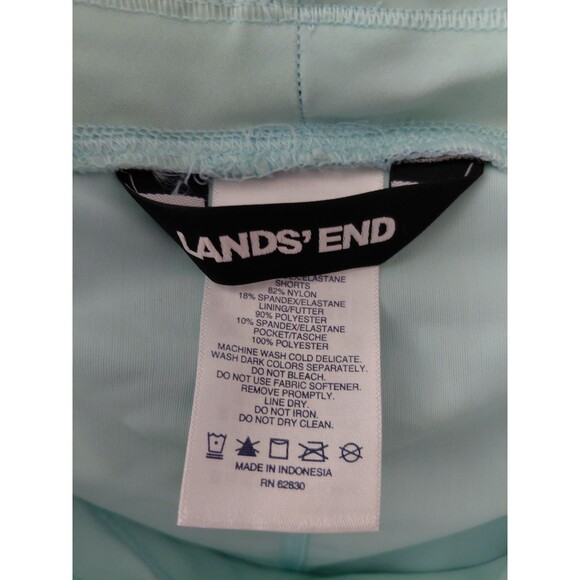 LANDS' END
SHORTS
82% NYLON
18% SPANDEX/ELASTANE
LINING/FUTTER
90% POLYESTER
10% SPANDEX/ELASTANE
POCKET/TASCHE
100% POLYESTER
MACHINE WASH COLD DELICATE.
WASH DARK COLORS SEPARATELY.
DO NOT BLEACH.
DO NOT USE FABRIC SOFTENER.
REMOVE PROMPTLY.
LINE DRY.
DO NOT IRON.
DO NOT DRY CLEAN.
MADE IN INDONESIA
RN 62830